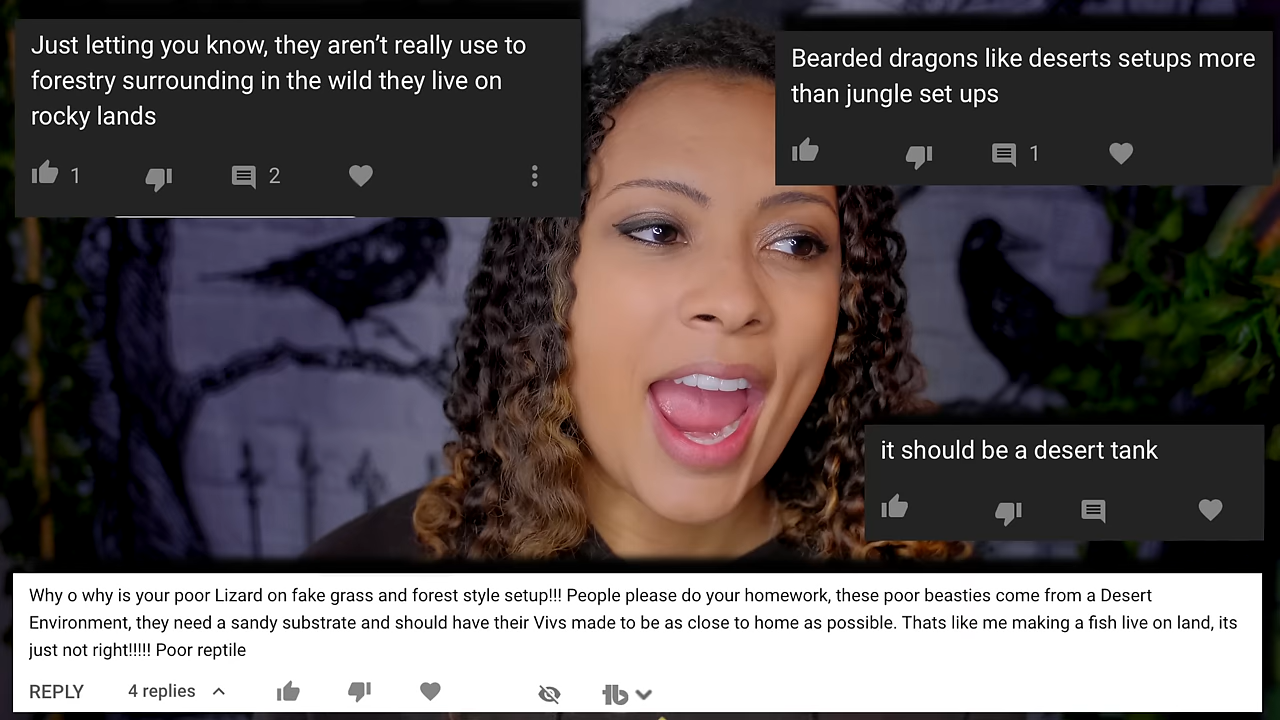 Just letting you know, they aren’t really use to
forestry surrounding in the wild they live on
rocky lands
1
2
Bearded dragons like deserts setups more
than jungle set ups
1
it should be a desert tank
Why o why is your poor Lizard on fake grass and forest style setup!!! People please do your homework, these poor beasties come from a Desert
Environment, they need a sandy substrate and should have their Vivs made to be as close to home as possible. Thats like me making a fish live on land, its
just not right!!!!! Poor reptile
REPLY
4 replies
tb